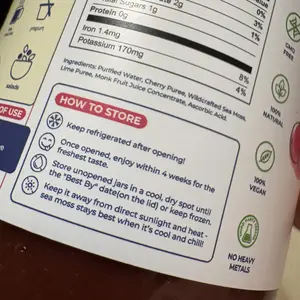 yogurt
salads
OF USE
Total Sugars 1g
Protein 0g
0%
3%
1%
Iron 1.4mg
8%
Potassium 170mg
4%
Ingredients: Purified Water, Cherry Puree, Wildcrafted Sea Moss,
Lime Puree, Monk Fruit Juice Concentrate, Ascorbic Acid.
HOW TO STORE
Keep refrigerated after opening!
Once opened, enjoy within 4 weeks for the
freshest taste.
Store unopened jars in a cool, dry spot until
the "Best By" date(on the lid) or keep frozen.
Keep it away from direct sunlight and heat -
sea moss stays best when it's cool and chill!
GMO
FREE
100%
NATURAL
100%
VEGAN
NO HEAVY
METALS